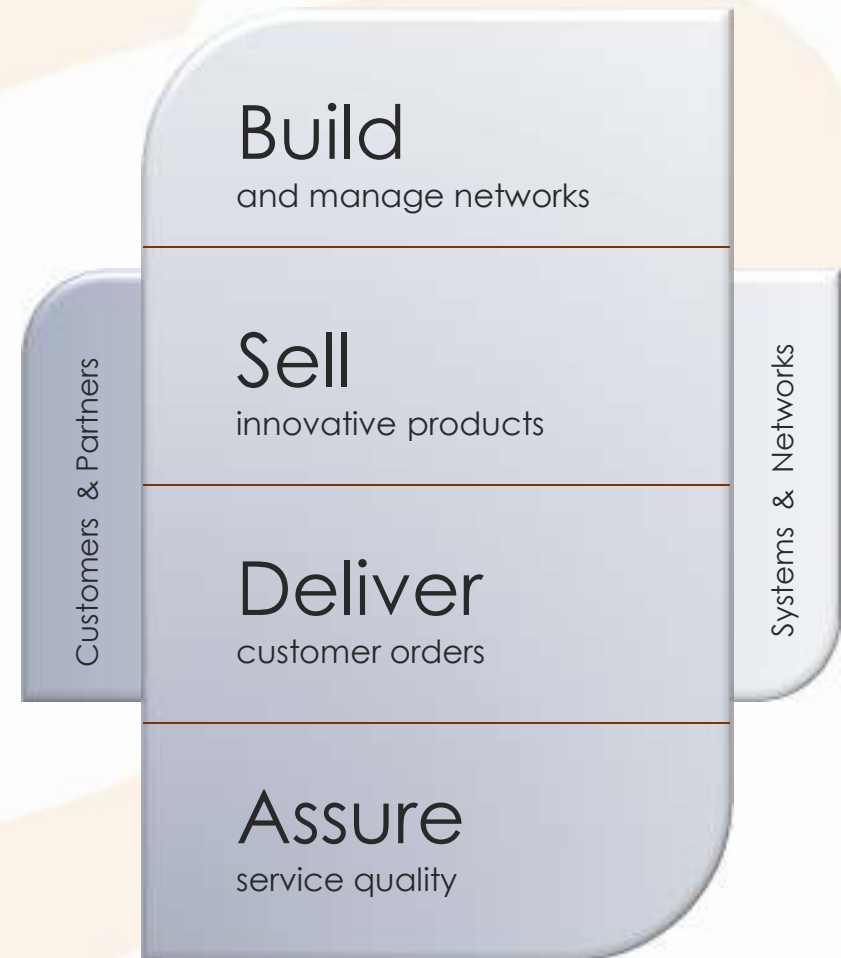 Build
and manage networks
Sell
innovative products
Deliver
customer orders
Assure
service quality
Customers & Partners
Systems & Networks